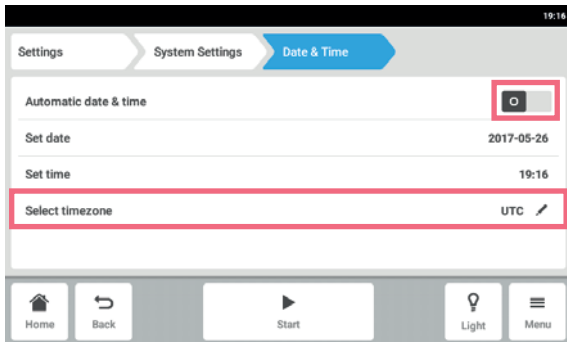 19:16
Settings System Settings Date & Time
Automatic date & time O
Set date 2017-05-26
Set time 19:16
Select timezone UTC
Home Back Start Light Menu